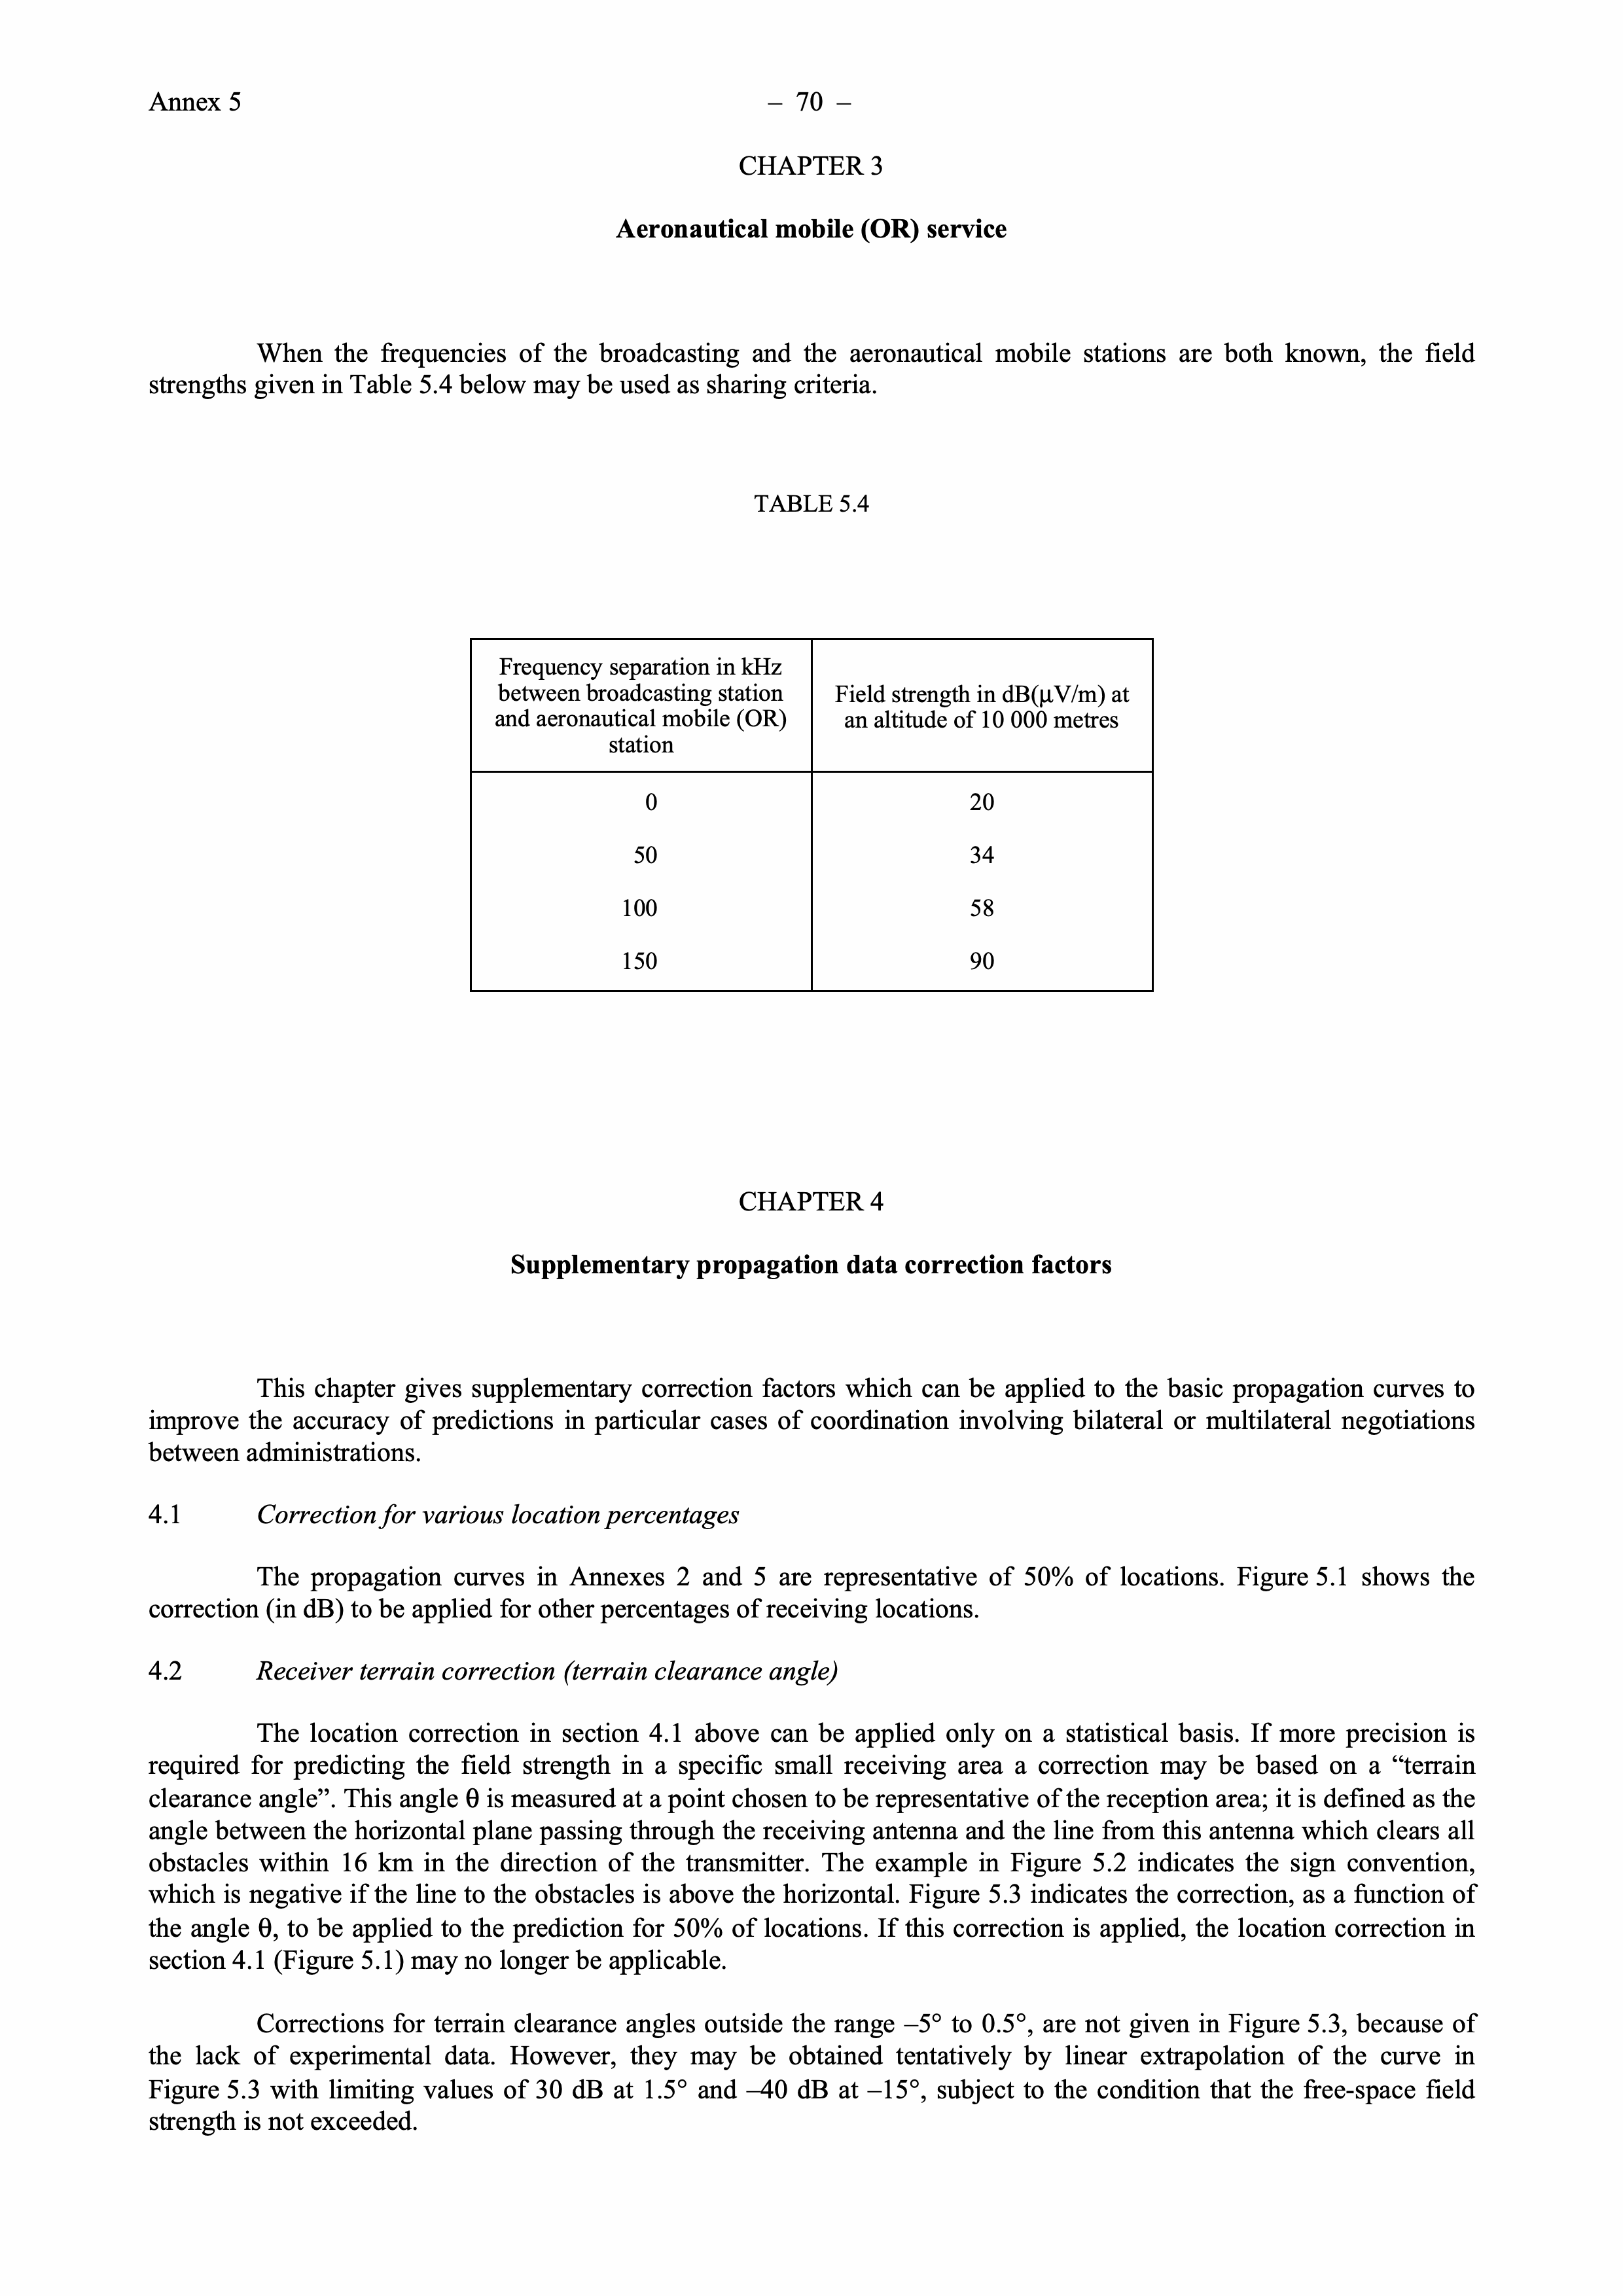 Annex 5
– 70 –
CHAPTER 3
Aeronautical mobile (OR) service
When the frequencies of the broadcasting and the aeronautical mobile stations are both known, the field
strengths given in Table 5.4 below may be used as sharing criteria.
TABLE 5.4
Frequency separation in kHz
between broadcasting station
and aeronautical mobile (OR)
station
Field strength in dB(μV/m) at
an altitude of 10 000 metres
0 20
50 34
100 58
150 90
CHAPTER 4
Supplementary propagation data correction factors
This chapter gives supplementary correction factors which can be applied to the basic propagation curves to
improve the accuracy of predictions in particular cases of coordination involving bilateral or multilateral negotiations
between administrations.
4.1 Correction for various location percentages
The propagation curves in Annexes 2 and 5 are representative of 50% of locations. Figure 5.1 shows the
correction (in dB) to be applied for other percentages of receiving locations.
4.2 Receiver terrain correction (terrain clearance angle)
The location correction in section 4.1 above can be applied only on a statistical basis. If more precision is
required for predicting the field strength in a specific small receiving area a correction may be based on a “terrain
clearance angle”. This angle θ is measured at a point chosen to be representative of the reception area; it is defined as the
angle between the horizontal plane passing through the receiving antenna and the line from this antenna which clears all
obstacles within 16 km in the direction of the transmitter. The example in Figure 5.2 indicates the sign convention,
which is negative if the line to the obstacles is above the horizontal. Figure 5.3 indicates the correction, as a function of
the angle θ, to be applied to the prediction for 50% of locations. If this correction is applied, the location correction in
section 4.1 (Figure 5.1) may no longer be applicable.
Corrections for terrain clearance angles outside the range –5° to 0.5°, are not given in Figure 5.3, because of
the lack of experimental data. However, they may be obtained tentatively by linear extrapolation of the curve in
Figure 5.3 with limiting values of 30 dB at 1.5° and –40 dB at –15°, subject to the condition that the free-space field
strength is not exceeded.